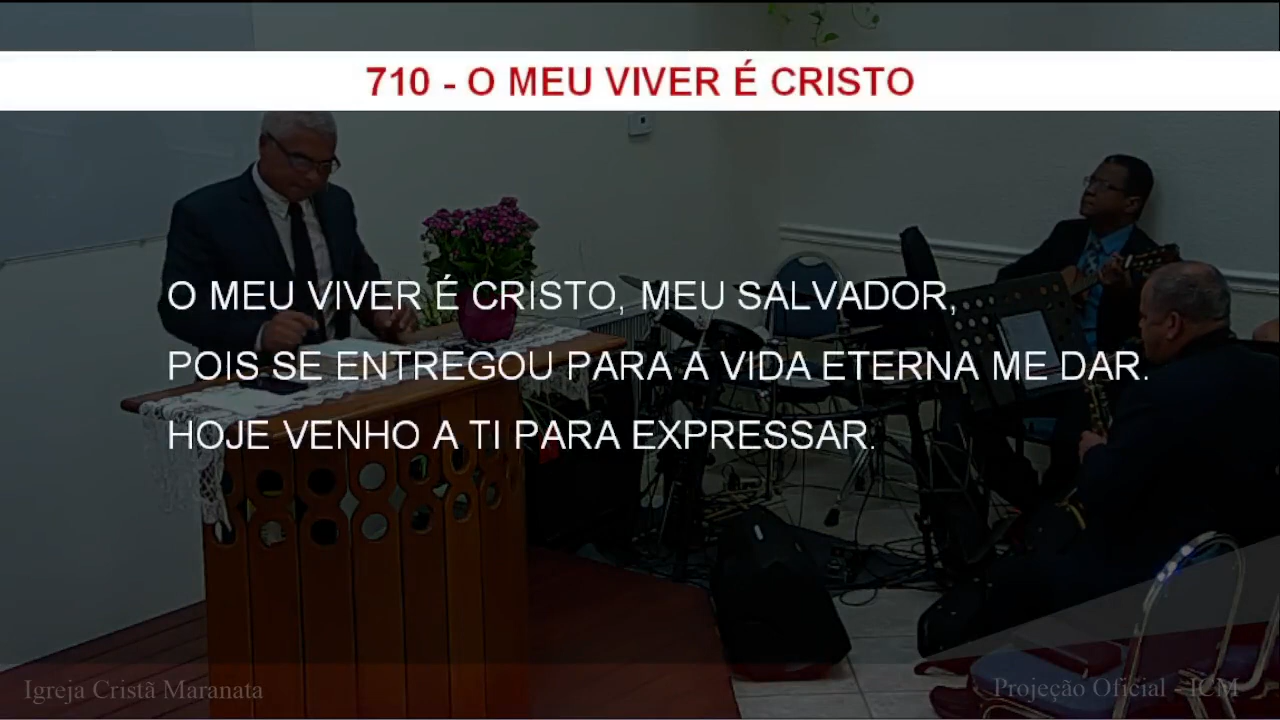 710 - O MEU VIVER É CRISTO
O MEU VIVER É CRISTO, MEU SALVADOR,
POIS SE ENTREGOU PARA A VIDA ETERNA ME DAR.
HOJE VENHO A TI PARA EXPRESSAR.
Igreja Cristã Maranata
Projeção Oficial - ICM